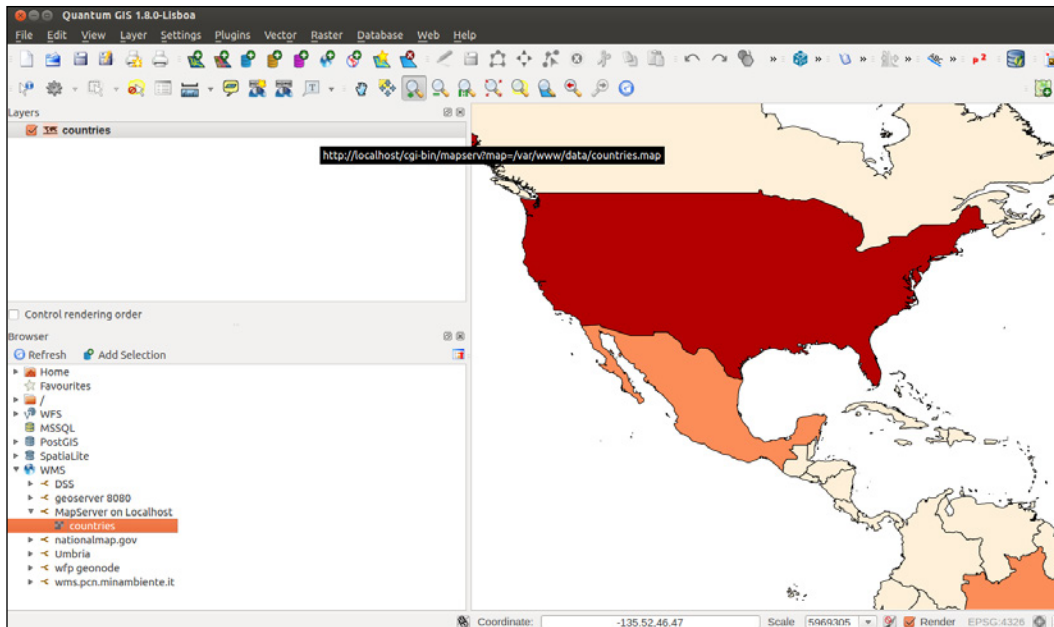 Quantum GIS 1.8.0-Lisboa
File Edit View Layer Settings Plugins Vector Raster Database Web Help
Layers
countries
http://localhost/cgi-bin/mapserv?map=/var/www/data/countries.map
Control rendering order
Browser
Refresh Add Selection
Home
Favourites
/
WFS
MSSQL
PostGIS
SpatiaLite
WMS
DSS
geoserver 8080
MapServer on Localhost
countries
nationalmap.gov
Umbria
wfp geonode
wms.pcn.minambiente.it
Coordinate: -135.52,46.47 Scale 5969305 Render EPSG:4326